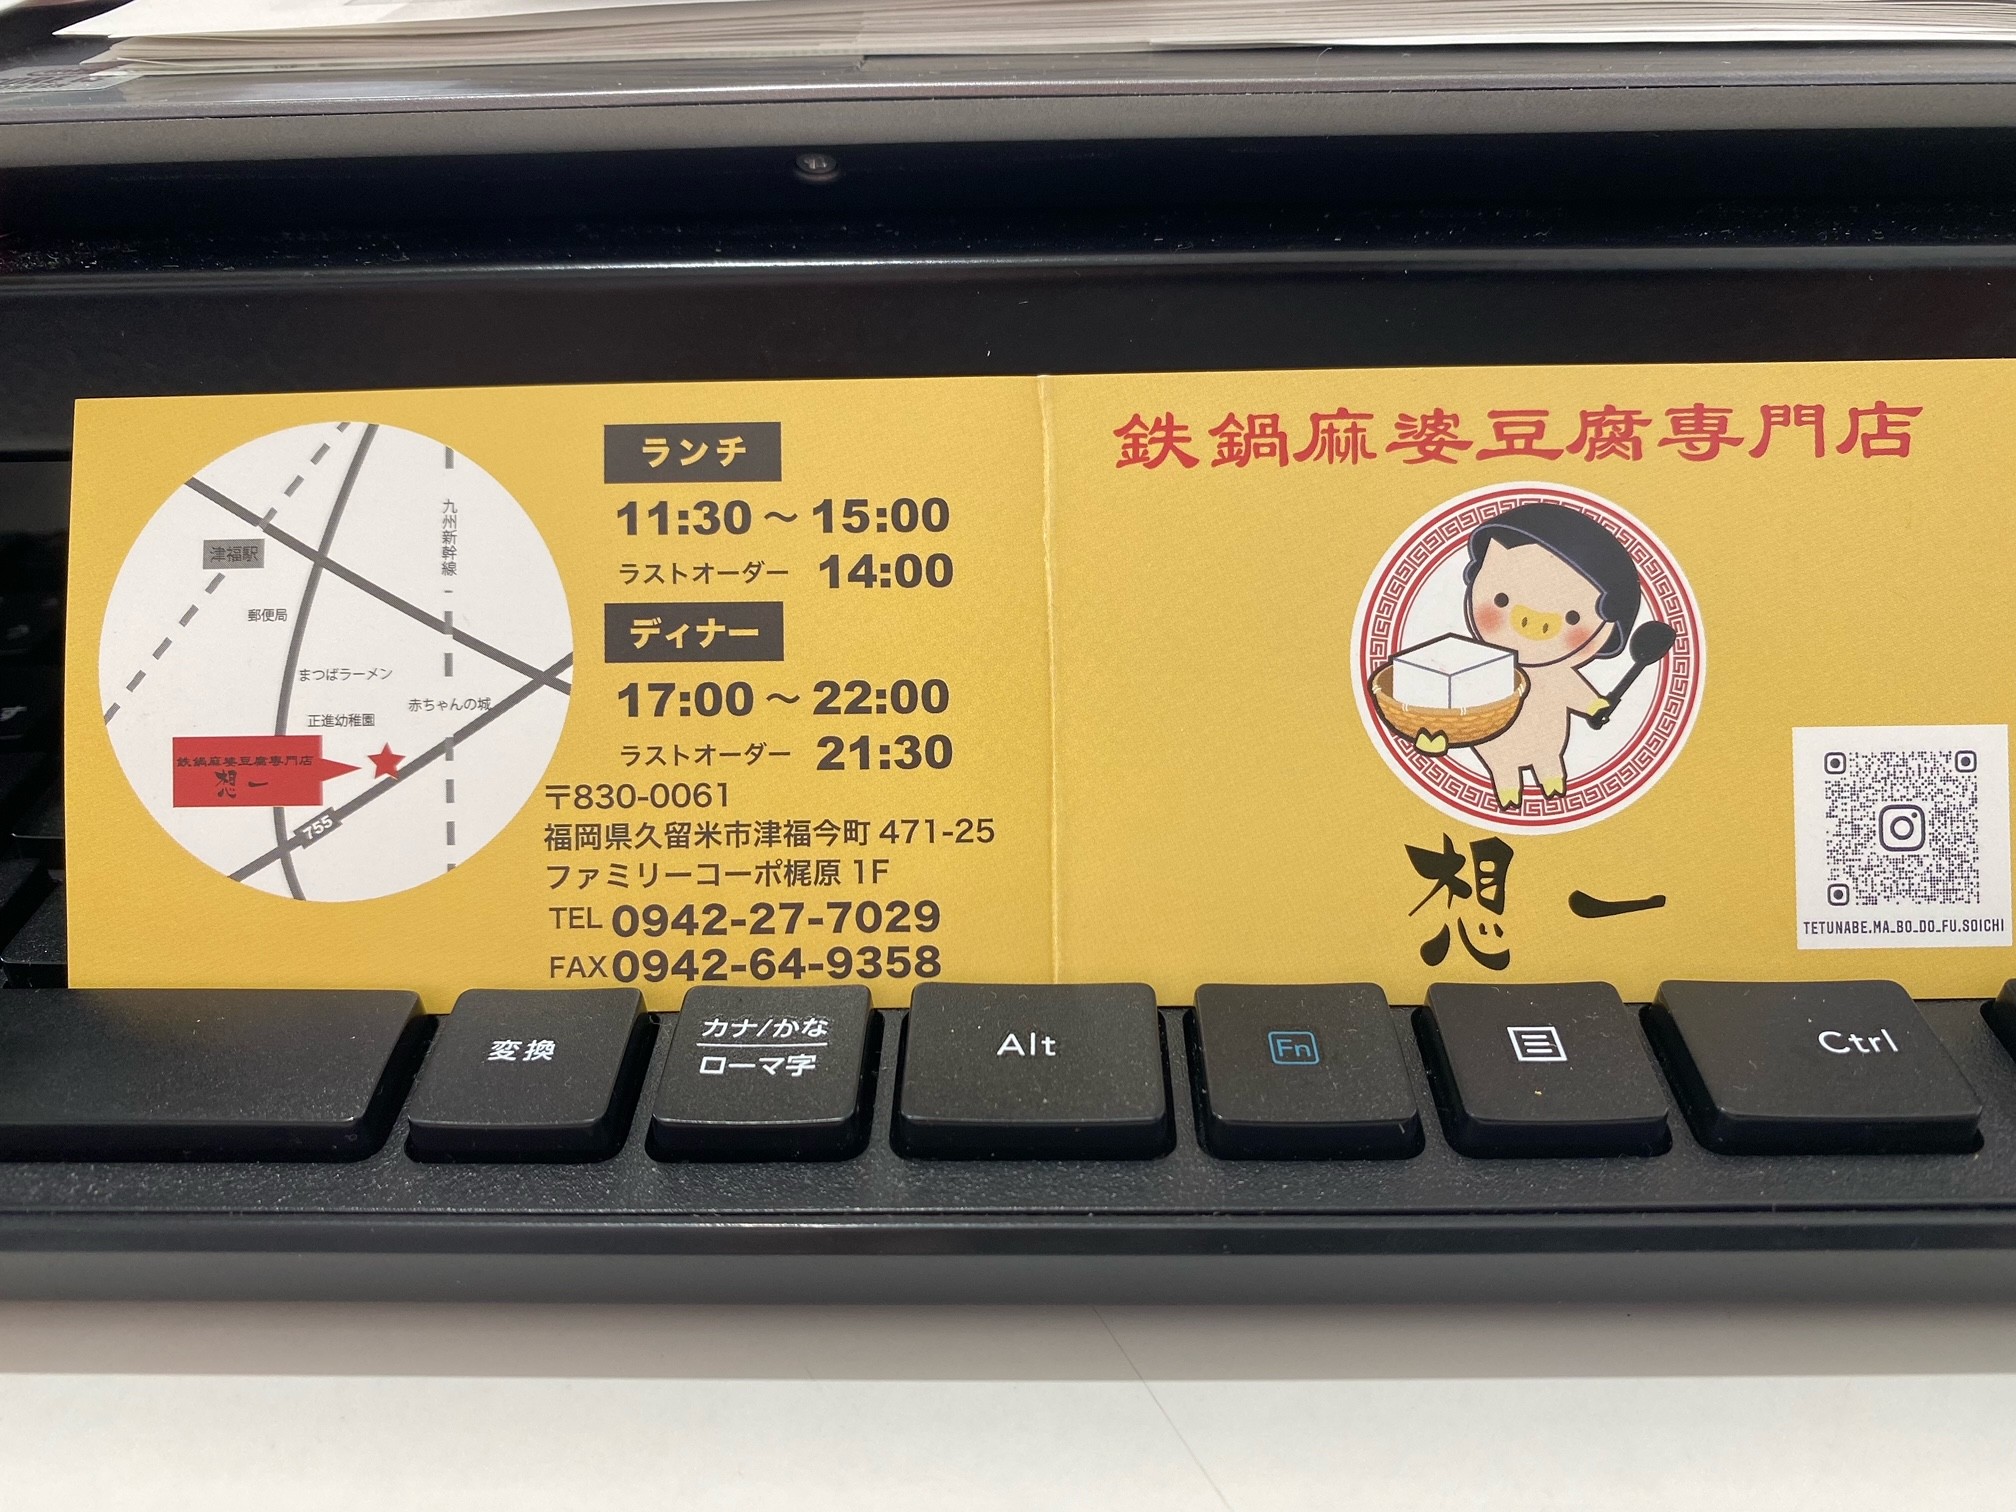 津福駅
郵便局
九州新幹線
まつばラーメン
赤ちゃんの城
正進幼稚園
鉄鍋麻婆豆腐専門店
想一
755
ランチ
11:30～15:00
ラストオーダー 14:00
ディナー
17:00～22:00
ラストオーダー 21:30
〒830-0061
福岡県久留米市津福今町 471-25
ファミリーコーポ梶原 1F
TEL 0942-27-7029
FAX 0942-64-9358
鉄鍋麻婆豆腐専門店
想一
TETUNABE.MA_BO_DO_FU.SOICHI
変換
カナ/かな
ローマ字
Alt
Fn
Ctrl